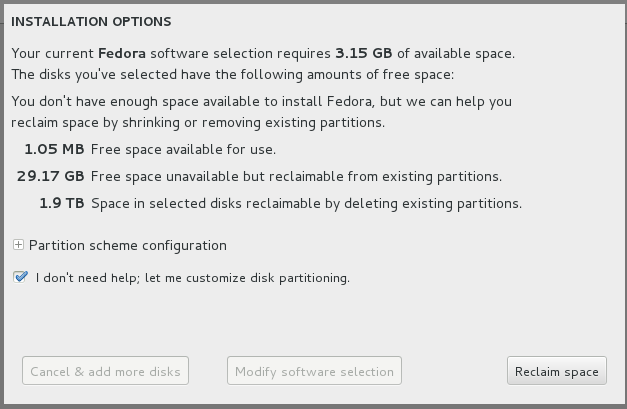 INSTALLATION OPTIONS
Your current Fedora software selection requires 3.15 GB of available space.
The disks you've selected have the following amounts of free space:
You don't have enough space available to install Fedora, but we can help you
reclaim space by shrinking or removing existing partitions.
1.05 MB Free space available for use.
29.17 GB Free space unavailable but reclaimable from existing partitions.
1.9 TB Space in selected disks reclaimable by deleting existing partitions.
Partition scheme configuration
I don't need help; let me customize disk partitioning.
Cancel & add more disks Modify software selection Reclaim space